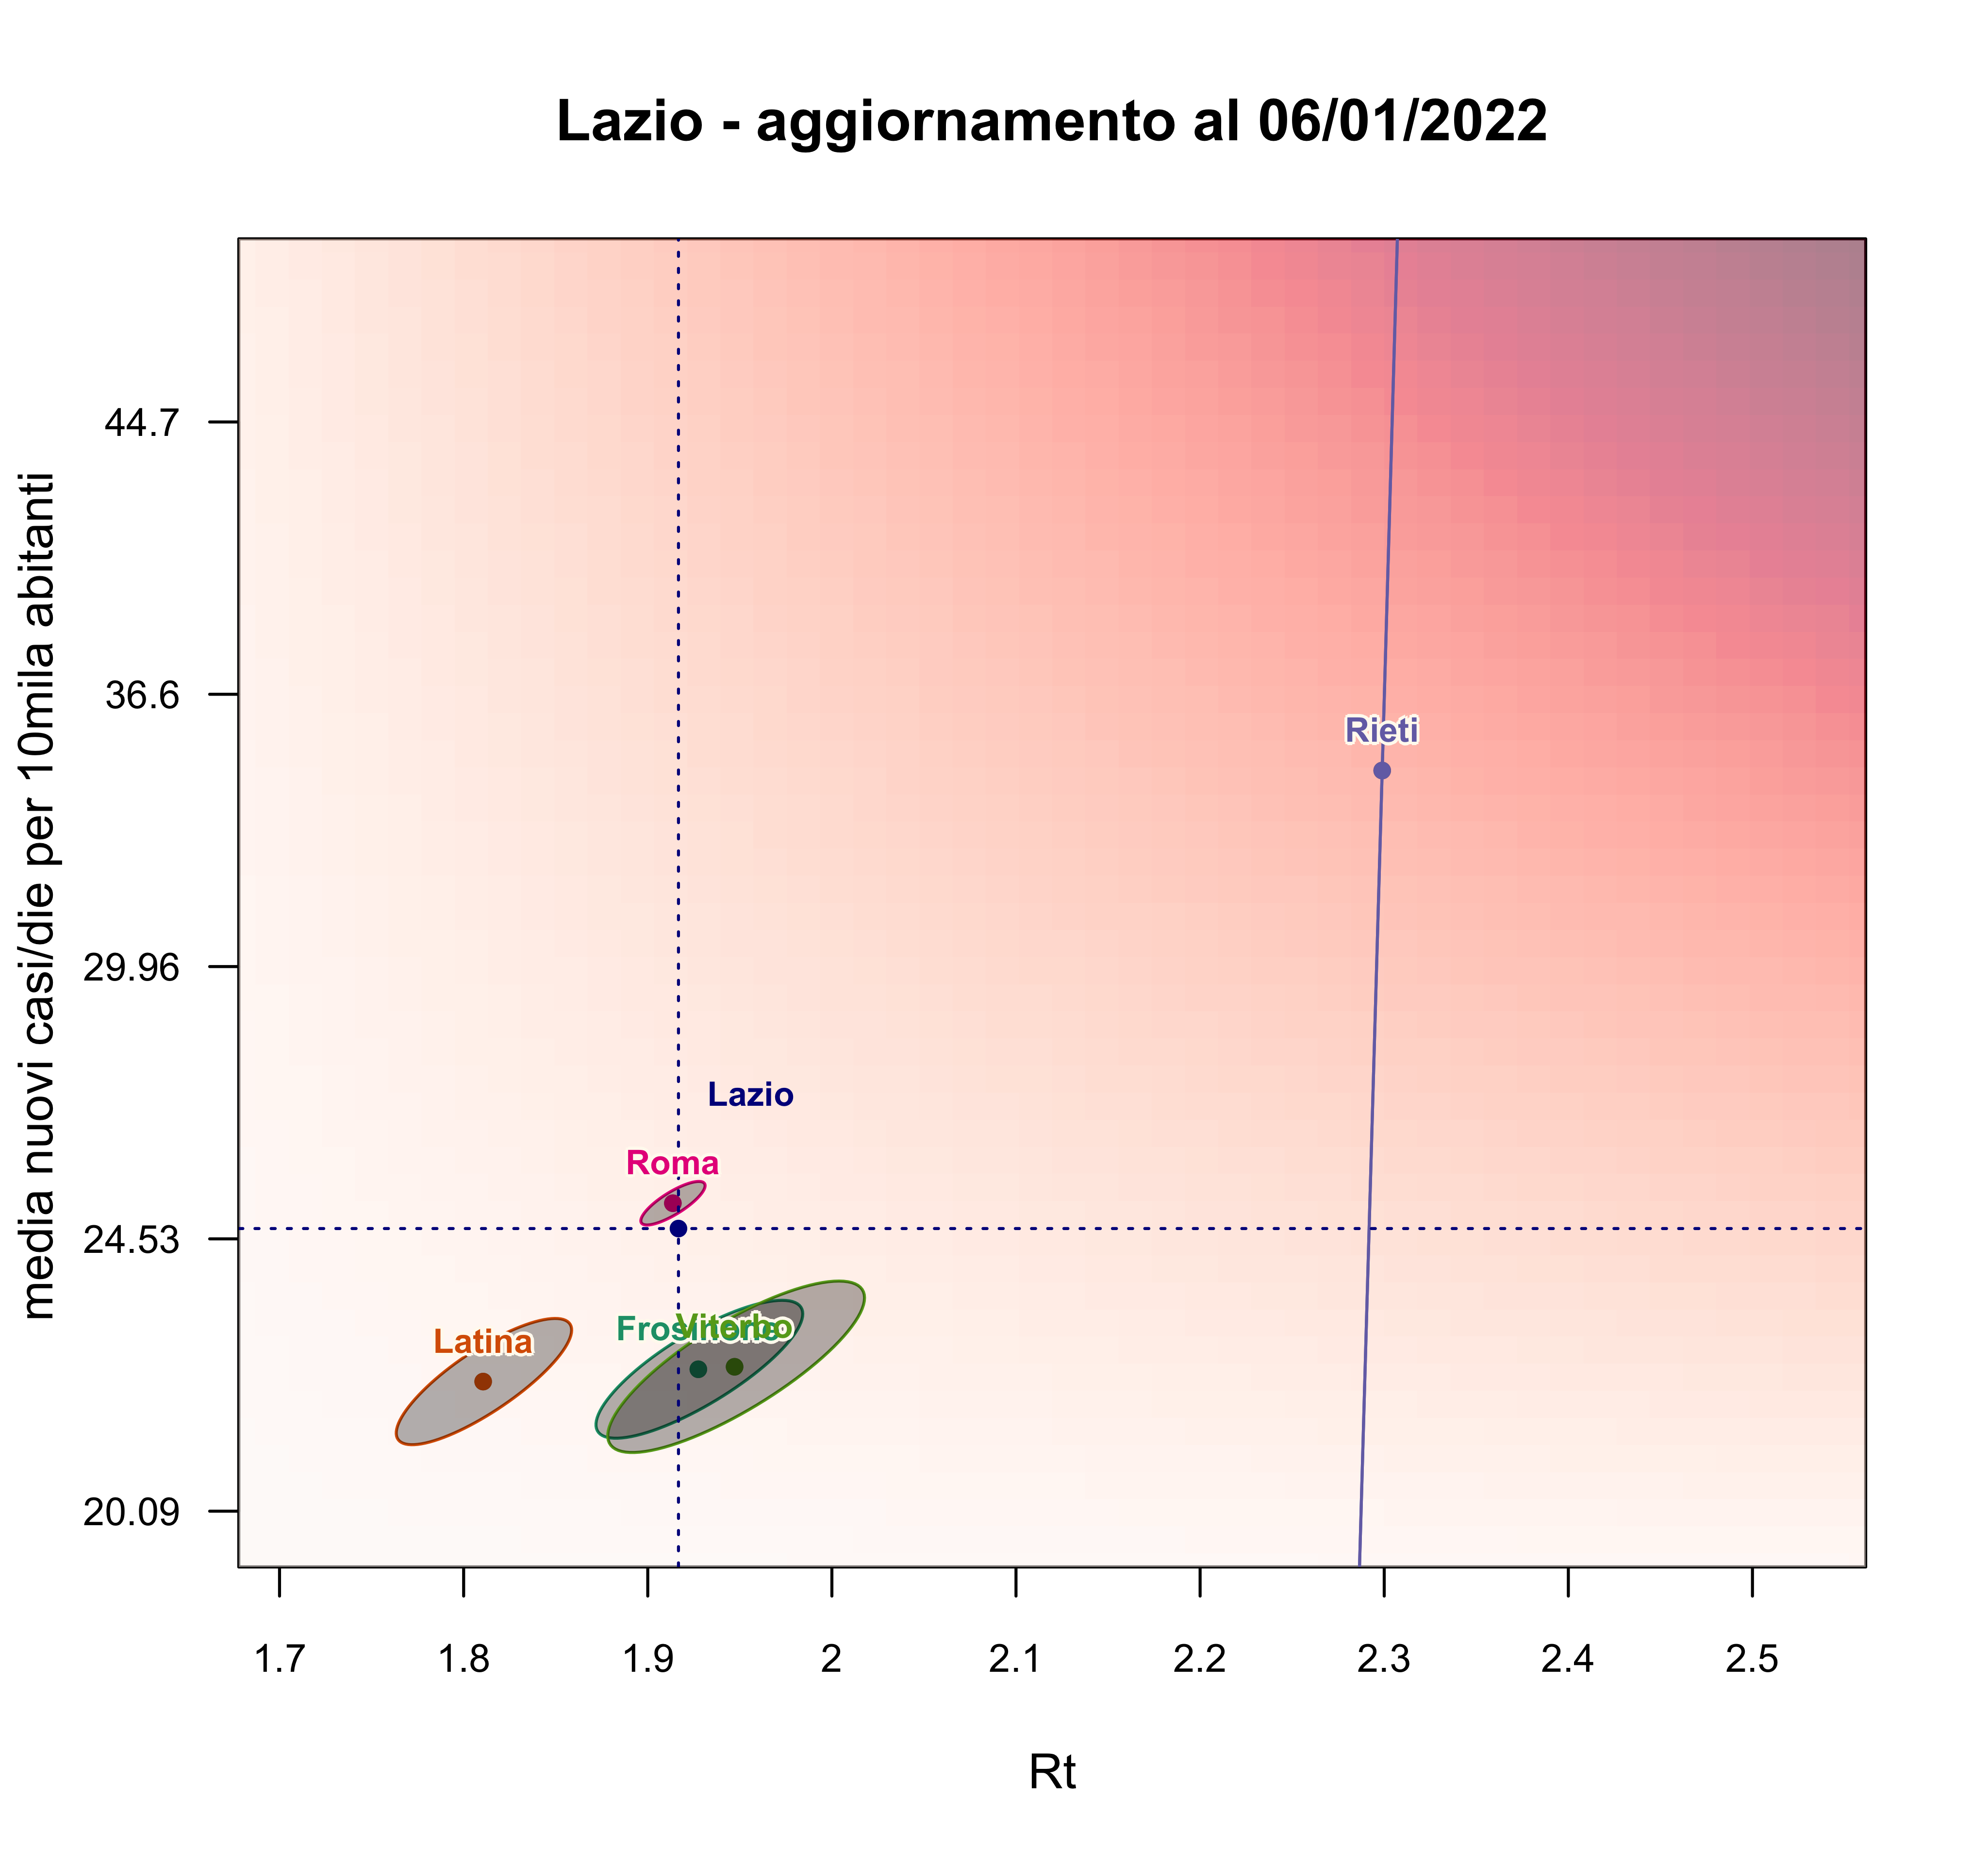 Lazio - aggiornamento al 06/01/2022
media nuovi casi/die per 10mila abitanti
44.7
36.6
29.96
24.53
20.09
Rieti
Lazio
Roma
Latina
Frosinone
Viterbo
1.7 1.8 1.9 2 2.1 2.2 2.3 2.4 2.5
Rt